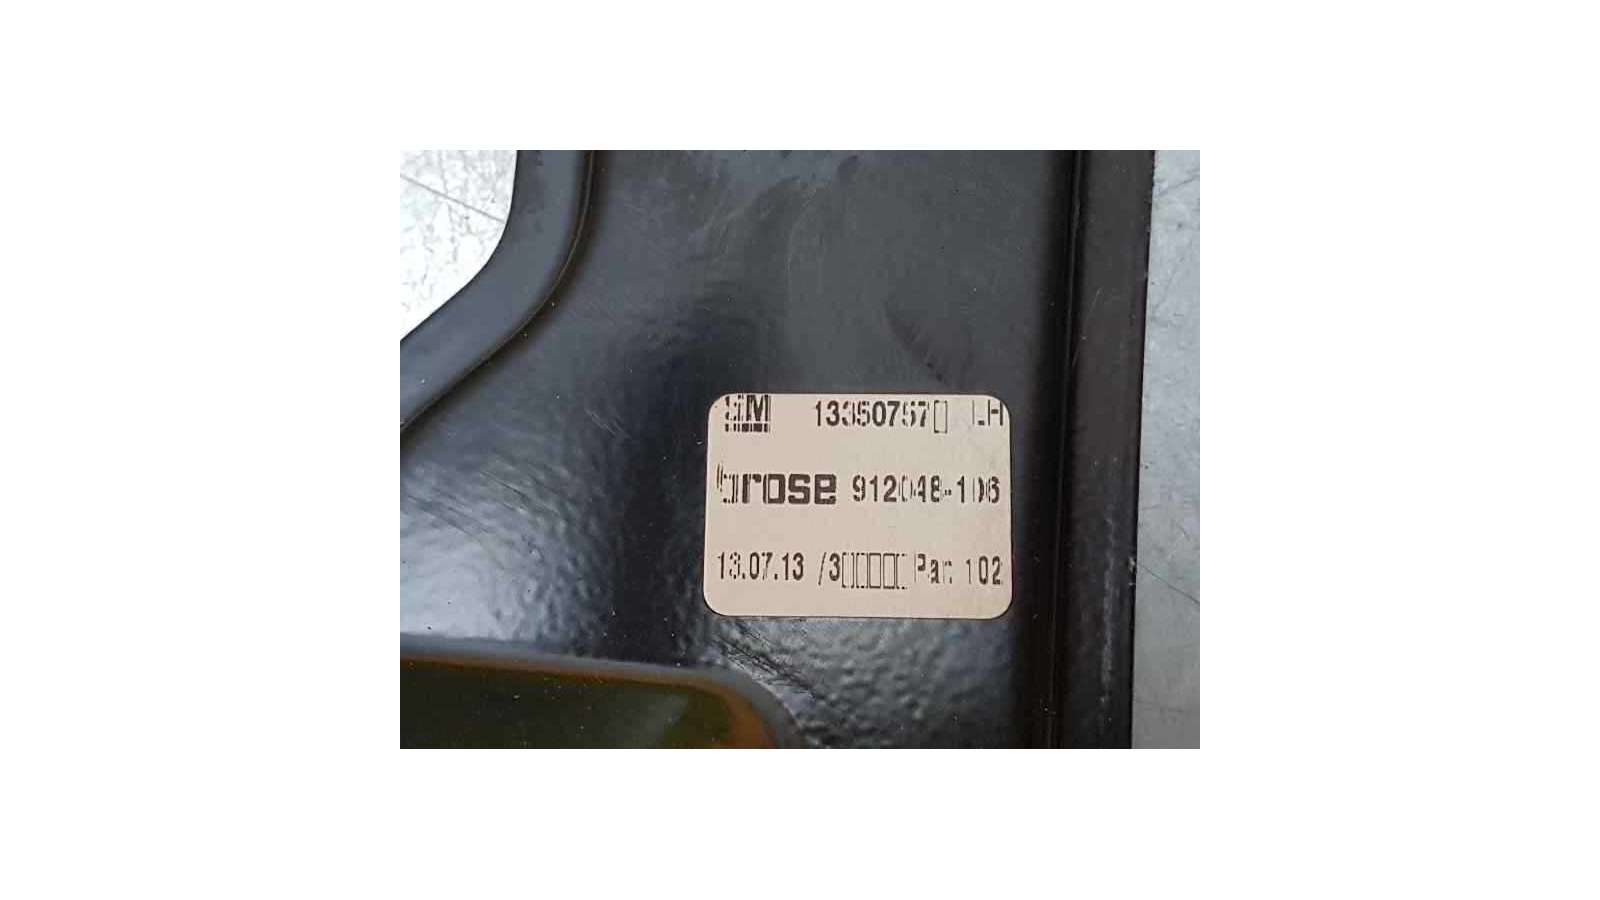 GM 13350757▯ LH
brose 912048-106
13.07.13 /3▯▯▯▯▯ Par: 102